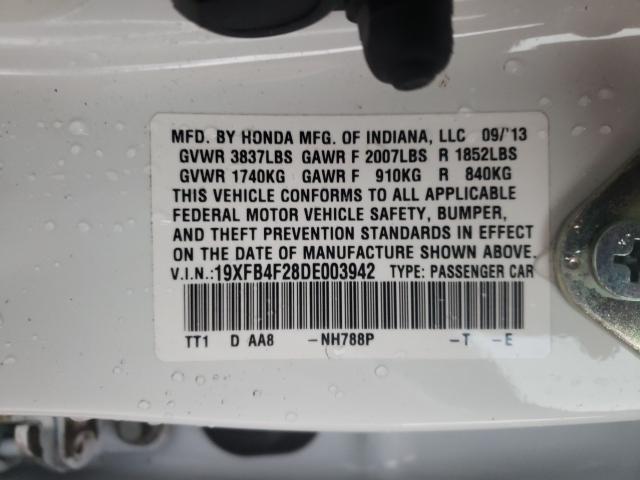 MFD. BY HONDA MFG. OF INDIANA, LLC 09/'13
GVWR 3837LBS GAWR F 2007LBS R 1852LBS
GVWR 1740KG GAWR F 910KG R 840KG
THIS VEHICLE CONFORMS TO ALL APPLICABLE
FEDERAL MOTOR VEHICLE SAFETY, BUMPER,
AND THEFT PREVENTION STANDARDS IN EFFECT
ON THE DATE OF MANUFACTURE SHOWN ABOVE.
V.I.N.:19XFB4F28DE003942 TYPE: PASSENGER CAR
TT1 D AA8 -NH788P -T -E